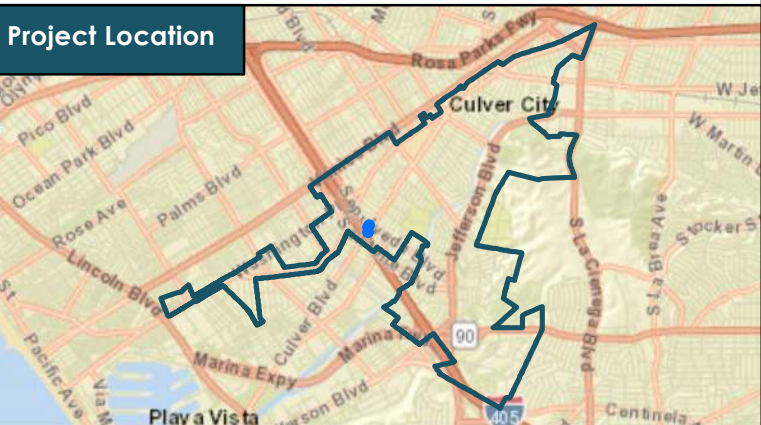 Project Location
Rosa Parks Fwy
Culver City
W Je
Pico Blvd
Ocean Park Blvd
Palms Blvd
Rose Ave
Lincoln Blvd
Jefferson Blvd
W Martin
Stocker S
S La Brea Ave
S La Cienega Blvd
Culver Blvd
Marina Fwy
90
Marina Expy
Pacific Ave
Via M
St
Playa Vista
erson Blvd
405
Centinela